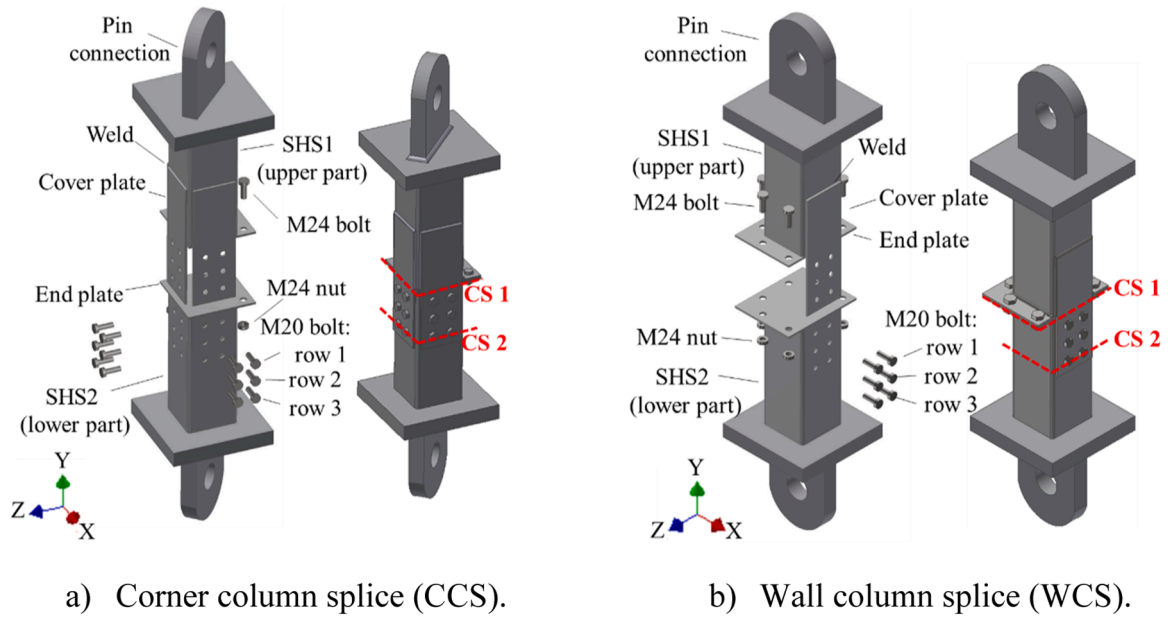 Pin
connection
Weld
Cover plate
SHS1
(upper part)
M24 bolt
End plate
M24 nut
M20 bolt:
row 1
row 2
row 3
SHS2
(lower part)
CS 1
CS 2
Y
Z
X
a) Corner column splice (CCS).
Pin
connection
SHS1
(upper part)
M24 bolt
Weld
Cover plate
End plate
M24 nut
M20 bolt:
row 1
row 2
row 3
SHS2
(lower part)
CS 1
CS 2
Y
Z
X
b) Wall column splice (WCS).